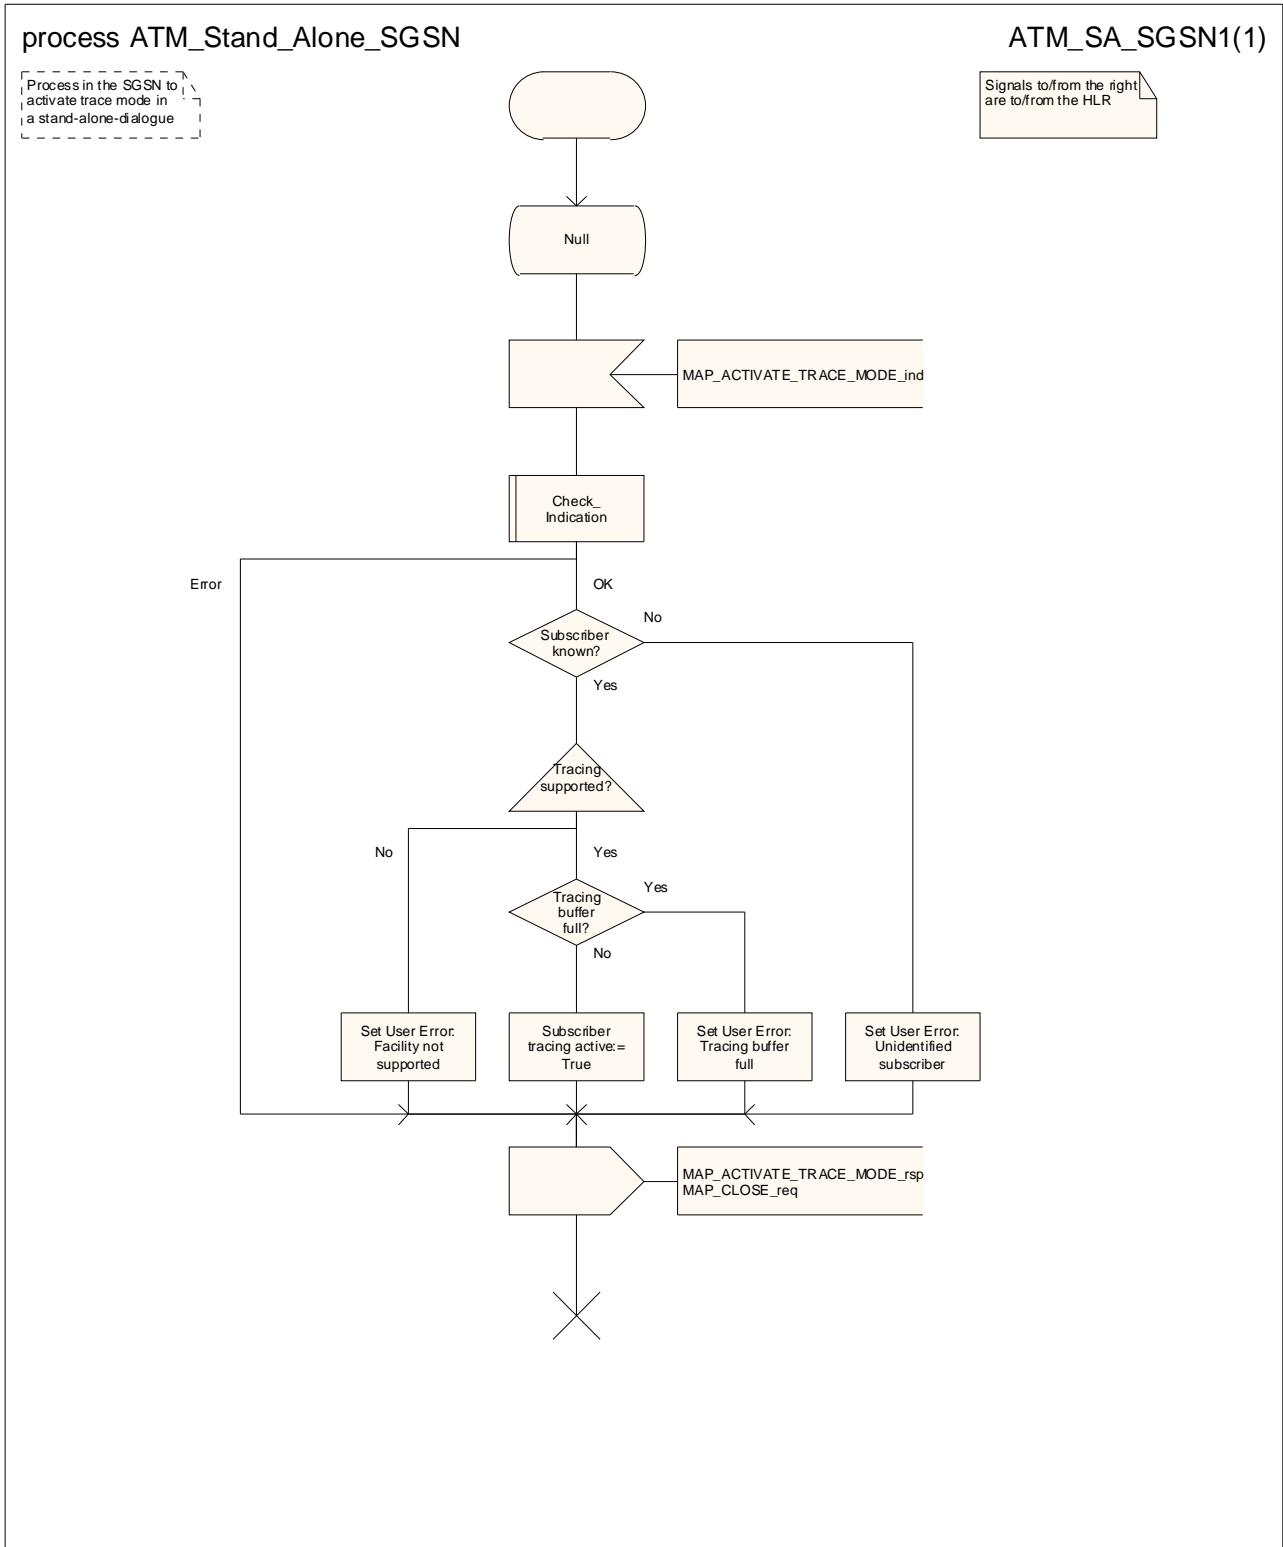 process ATM_Stand_Alone_SGSN
ATM_SA_SGSN1(1)
Process in the SGSN to
activate trace mode in
a stand-alone-dialogue
Signals to/from the right
are to/from the HLR
Null
MAP_ACTIVATE_TRACE_MODE_ind
Check_
Indication
Error
OK
No
Subscriber
known?
Yes
Tracing
supported?
No
Yes
Yes
Tracing
buffer
full?
No
Set User Error:
Facility not
supported
Subscriber
tracing active:=
True
Set User Error:
Tracing buffer
full
Set User Error:
Unidentified
subscriber
MAP_ACTIVATE_TRACE_MODE_rsp
MAP_CLOSE_req